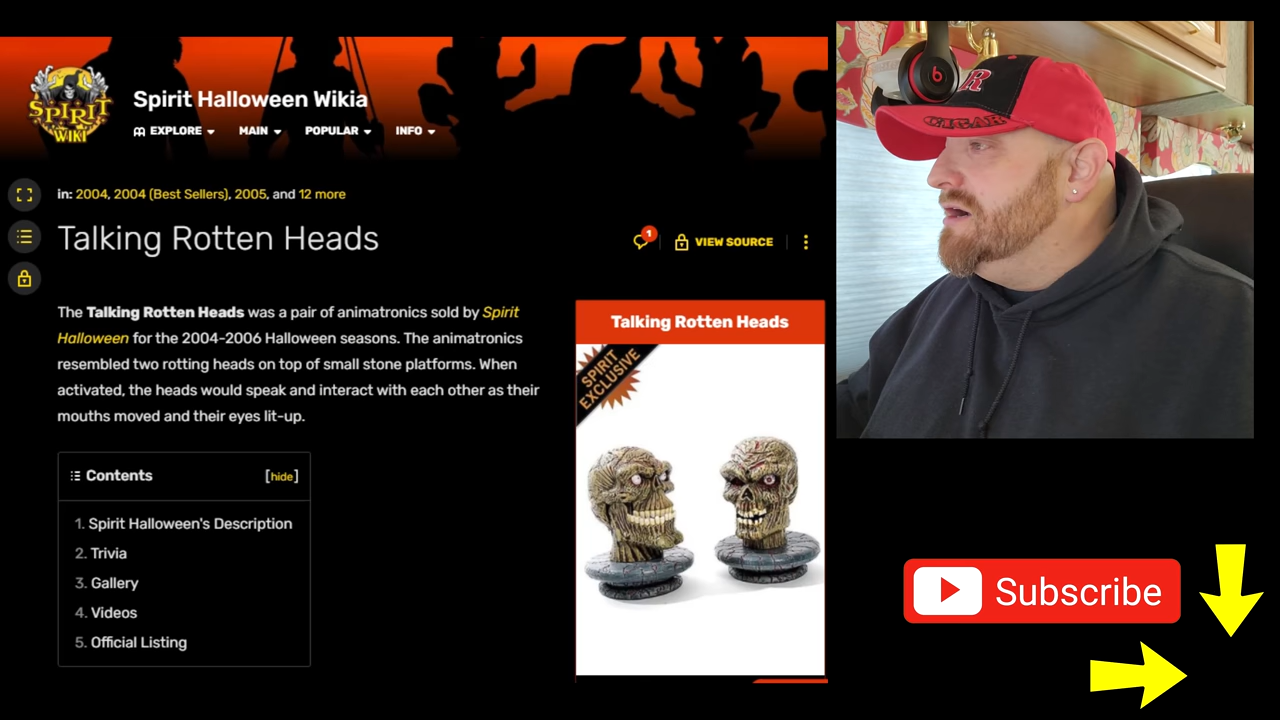 SPIRIT
WIKI
Spirit Halloween Wikia
EXPLORE MAIN POPULAR INFO
in: 2004, 2004 (Best Sellers), 2005, and 12 more
Talking Rotten Heads
1
VIEW SOURCE
The Talking Rotten Heads was a pair of animatronics sold by Spirit
Halloween for the 2004-2006 Halloween seasons. The animatronics
resembled two rotting heads on top of small stone platforms. When
activated, the heads would speak and interact with each other as their
mouths moved and their eyes lit-up.
Contents [hide]
1. Spirit Halloween's Description
2. Trivia
3. Gallery
4. Videos
5. Official Listing
Talking Rotten Heads
SPIRIT
EXCLUSIVE
b
R
CIGAR
Subscribe